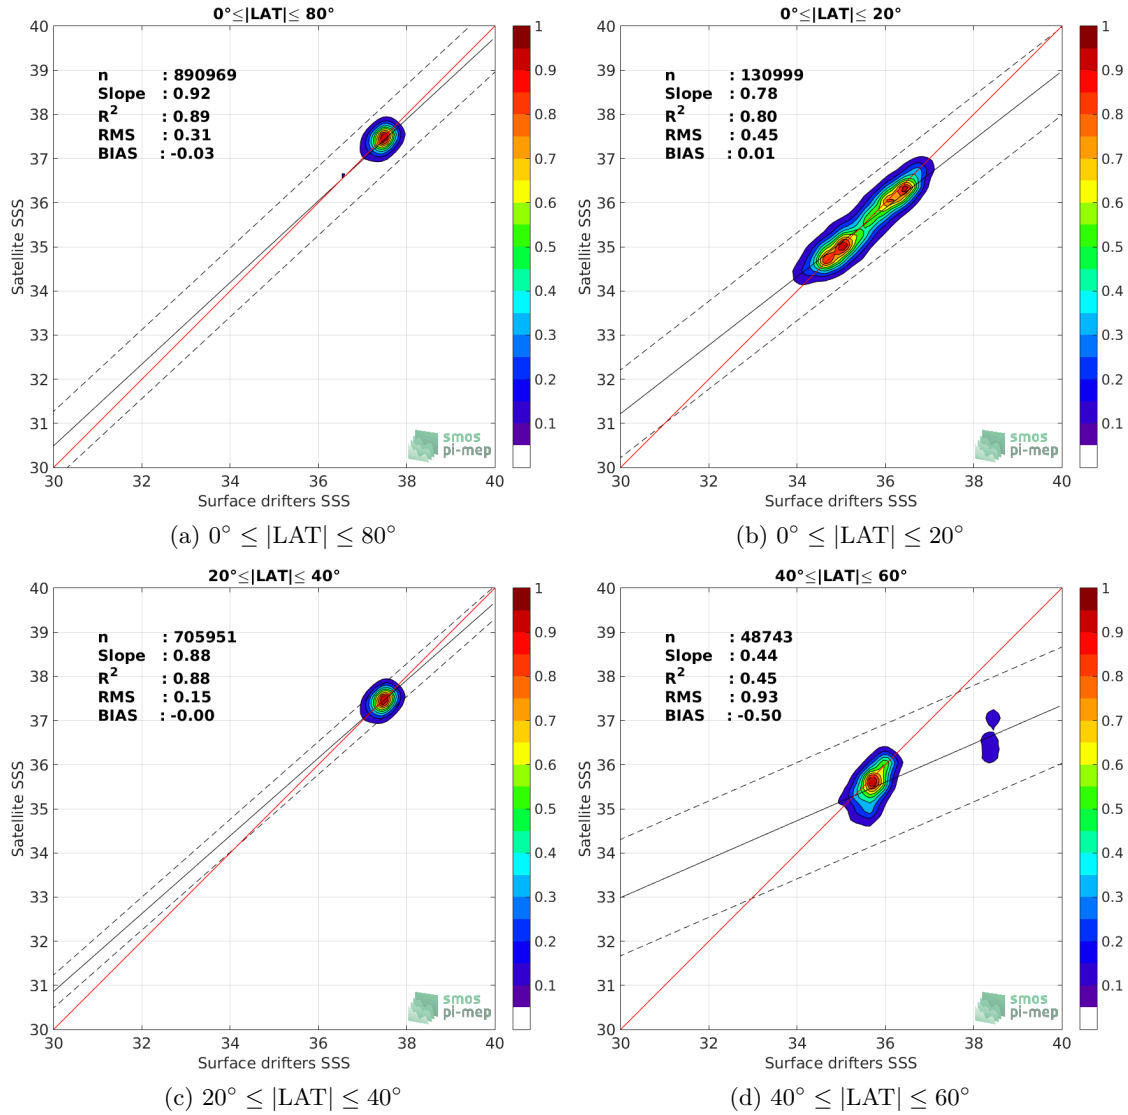 0°≤|LAT|≤ 80°
n : 890969
Slope : 0.92
R2 : 0.89
RMS : 0.31
BIAS : -0.03
Satellite SSS
40
39
38
37
36
35
34
33
32
31
30
30 32 34 36 38 40
Surface drifters SSS
smos
pi-mep
1
0.9
0.8
0.7
0.6
0.5
0.4
0.3
0.2
0.1
(a) 0° ≤ |LAT| ≤ 80°
0°≤|LAT|≤ 20°
n : 130999
Slope : 0.78
R2 : 0.80
RMS : 0.45
BIAS : 0.01
Satellite SSS
40
39
38
37
36
35
34
33
32
31
30
30 32 34 36 38 40
Surface drifters SSS
smos
pi-mep
1
0.9
0.8
0.7
0.6
0.5
0.4
0.3
0.2
0.1
(b) 0° ≤ |LAT| ≤ 20°
20°≤|LAT|≤ 40°
n : 705951
Slope : 0.88
R2 : 0.88
RMS : 0.15
BIAS : -0.00
Satellite SSS
40
39
38
37
36
35
34
33
32
31
30
30 32 34 36 38 40
Surface drifters SSS
smos
pi-mep
1
0.9
0.8
0.7
0.6
0.5
0.4
0.3
0.2
0.1
(c) 20° ≤ |LAT| ≤ 40°
40°≤|LAT|≤ 60°
n : 48743
Slope : 0.44
R2 : 0.45
RMS : 0.93
BIAS : -0.50
Satellite SSS
40
39
38
37
36
35
34
33
32
31
30
30 32 34 36 38 40
Surface drifters SSS
smos
pi-mep
1
0.9
0.8
0.7
0.6
0.5
0.4
0.3
0.2
0.1
(d) 40° ≤ |LAT| ≤ 60°